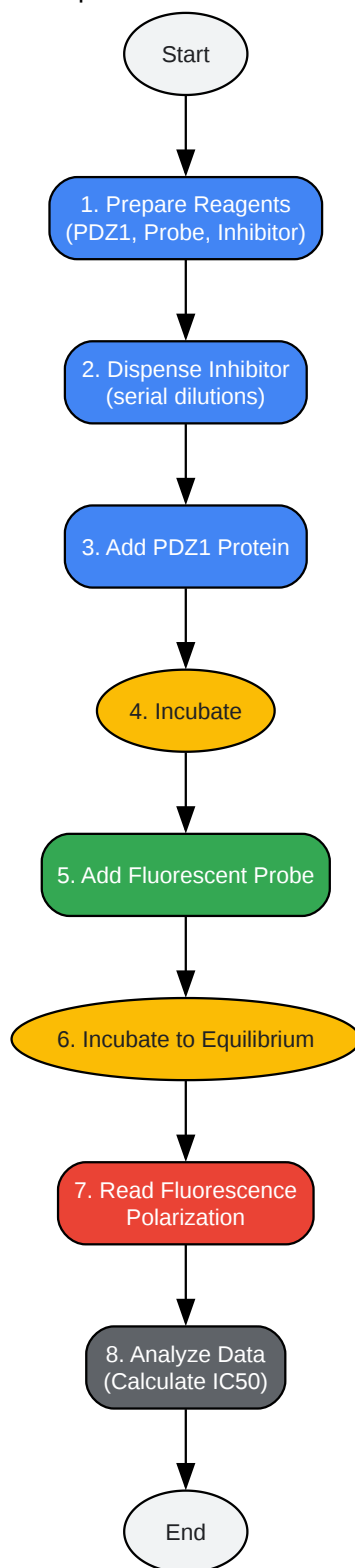 Start
1. Prepare Reagents
(PDZ1, Probe, Inhibitor)
2. Dispense Inhibitor
(serial dilutions)
3. Add PDZ1 Protein
4. Incubate
5. Add Fluorescent Probe
6. Incubate to Equilibrium
7. Read Fluorescence
Polarization
8. Analyze Data
(Calculate IC50)
End